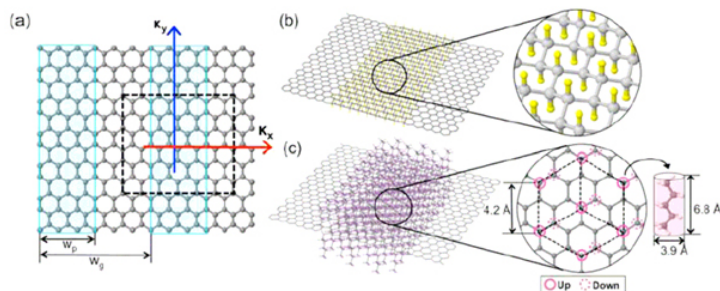 (a)
κy
κx
wp
wg
(b)
(c)
4.2 Å
6.8 Å
3.9 Å
Up Down